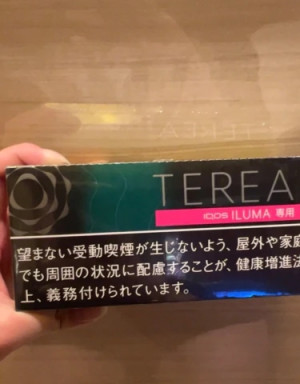 TEREA
IQOS ILUMA 専用
望まない受動喫煙が生じないよう、屋外や家庭
でも周囲の状況に配慮することが、健康増進法
上、義務付けられています。